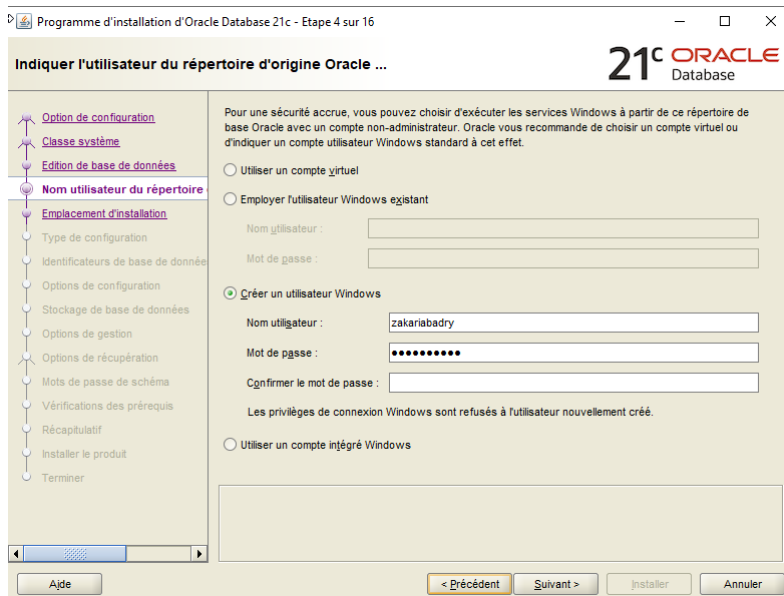 Programme d'installation d'Oracle Database 21c - Etape 4 sur 16
Indiquer l'utilisateur du répertoire d'origine Oracle ...
21c ORACLE
Database
Option de configuration
Classe système
Edition de base de données
Nom utilisateur du répertoire
Emplacement d'installation
Type de configuration
Identificateurs de base de donnée
Options de configuration
Stockage de base de données
Options de gestion
Options de récupération
Mots de passe de schéma
Vérifications des prérequis
Récapitulatif
Installer le produit
Terminer
Pour une sécurité accrue, vous pouvez choisir d'exécuter les services Windows à partir de ce répertoire de
base Oracle avec un compte non-administrateur. Oracle vous recommande de choisir un compte virtuel ou
d'indiquer un compte utilisateur Windows standard à cet effet.
Utiliser un compte virtuel
Employer l'utilisateur Windows existant
Nom utilisateur :
Mot de passe :
Créer un utilisateur Windows
Nom utilisateur : zakariabadry
Mot de passe : ●●●●●●●●●●
Confirmer le mot de passe :
Les privilèges de connexion Windows sont refusés à l'utilisateur nouvellement créé.
Utiliser un compte intégré Windows
Aide
< Précédent
Suivant >
Installer
Annuler